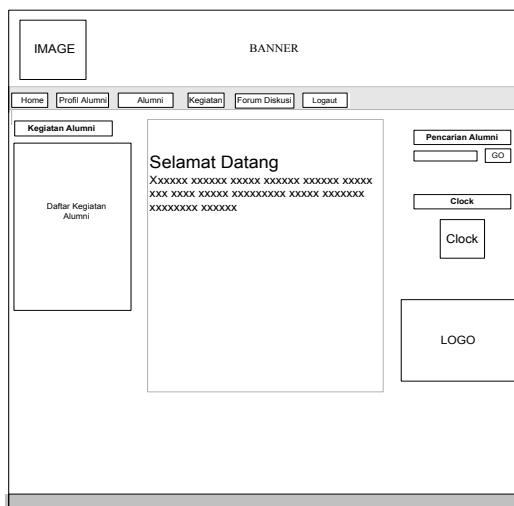 IMAGE
BANNER
Home Profil Alumni Alumni Kegiatan Forum Diskusi Logaut
Kegiatan Alumni
Daftar Kegiatan
Alumni
Selamat Datang
Xxxxxx xxxxxx xxxxx xxxxxx xxxxxx xxxxx
xxx xxxx xxxxx xxxxxxxxx xxxxx xxxxxxx
xxxxxxxx xxxxxx
Pencarian Alumni
GO
Clock
Clock
LOGO